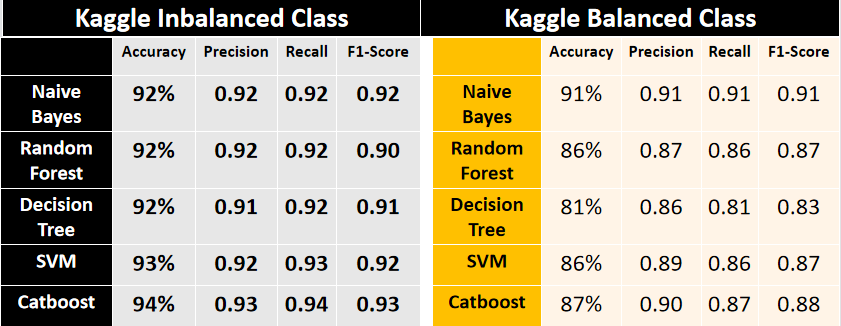 Kaggle Inbalanced Class
Accuracy Precision Recall F1-Score
Naive Bayes 92% 0.92 0.92 0.92
Random Forest 92% 0.92 0.92 0.90
Decision Tree 92% 0.91 0.92 0.91
SVM 93% 0.92 0.93 0.92
Catboost 94% 0.93 0.94 0.93
Kaggle Balanced Class
Accuracy Precision Recall F1-Score
Naive Bayes 91% 0.91 0.91 0.91
Random Forest 86% 0.87 0.86 0.87
Decision Tree 81% 0.86 0.81 0.83
SVM 86% 0.89 0.86 0.87
Catboost 87% 0.90 0.87 0.88